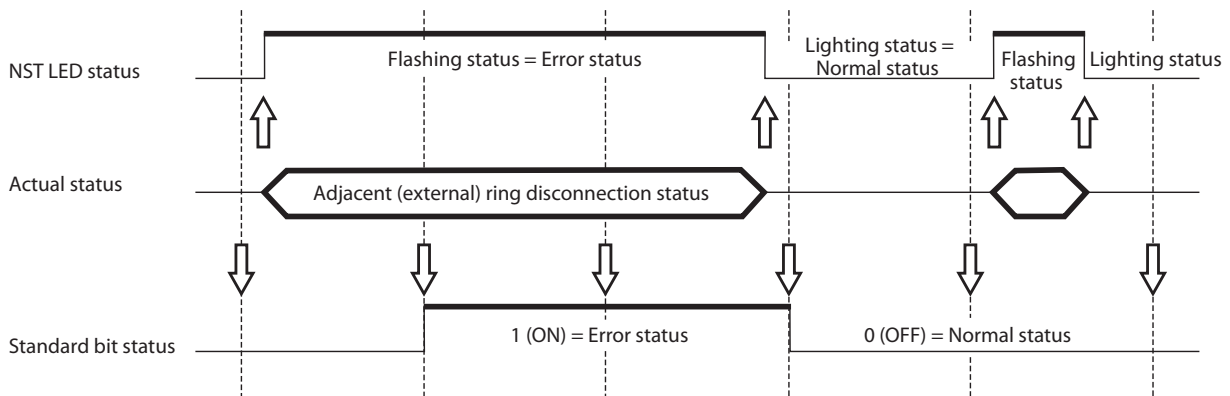 NST LED status
Flashing status = Error status
Lighting status =
Normal status
Flashing
status
Lighting status
Actual status
Adjacent (external) ring disconnection status
Standard bit status
1 (ON) = Error status
0 (OFF) = Normal status